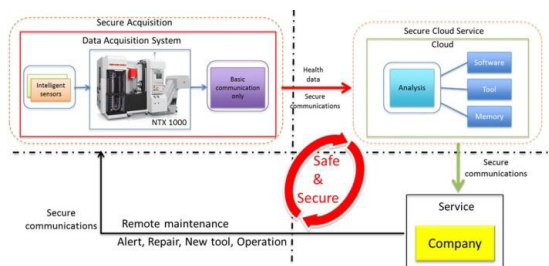 Secure Acquisition
Data Acquisition System
Intelligent
sensors
NTX 1000
Basic
communication
only
Health
data
Secure
communications
Secure Cloud Service
Cloud
Analysis
Software
Tool
Memory
Safe
&
Secure
Secure
communications
Secure
communications
Remote maintenance
Alert, Repair, New tool, Operation
Service
Company